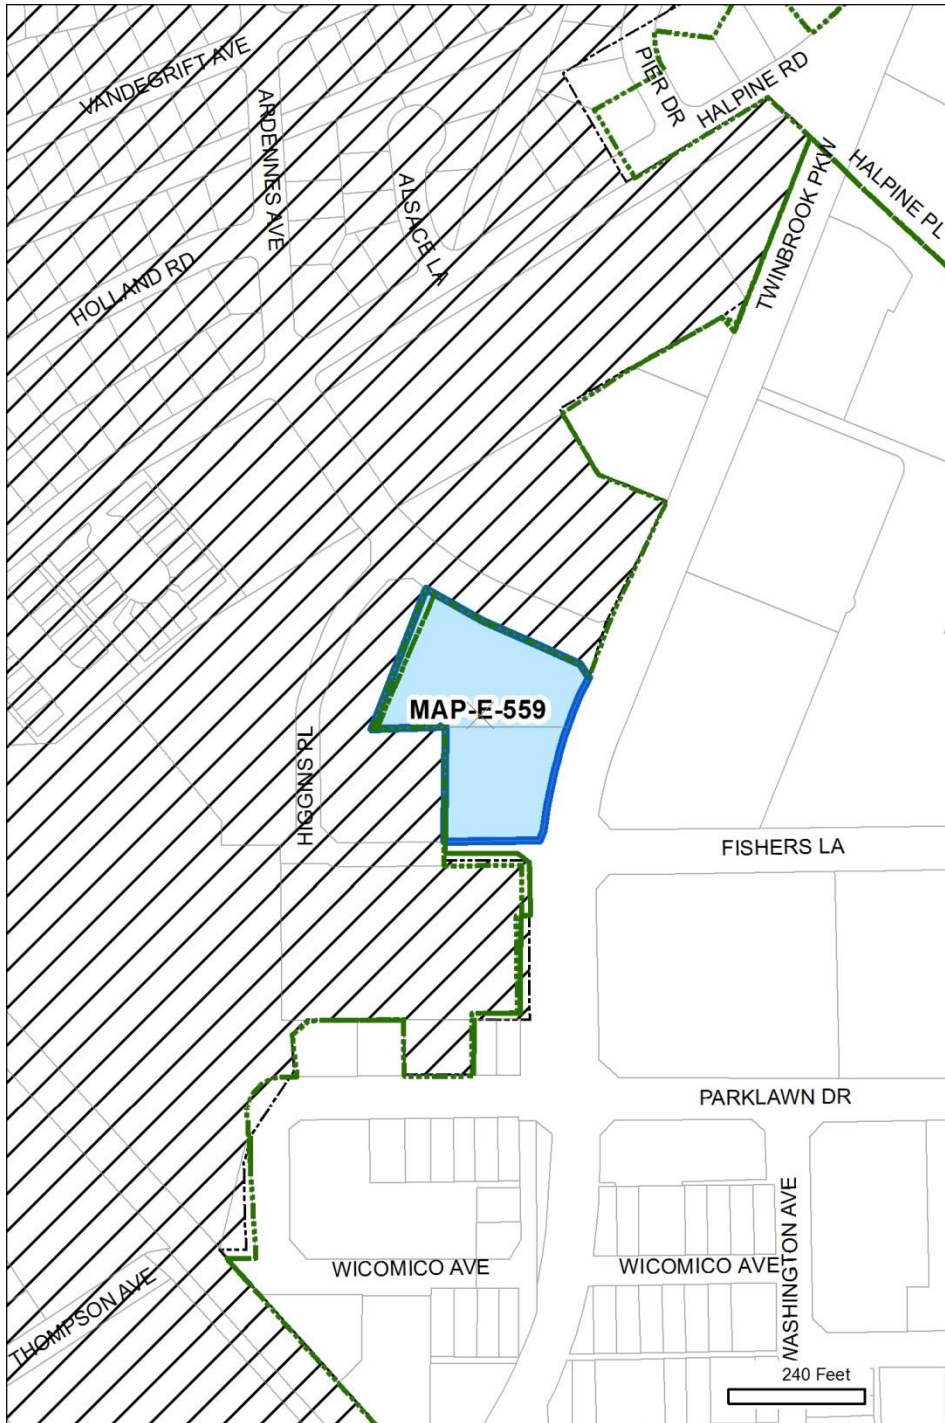 VANDEGRIFT AVE
ARDENNES AVE
ALSACE LA
HOLLAND RD
PIER DR
HALPINE RD
HALPINE PL
TWINBROOK PKW
MAP-E-559
HIGGINS PL
FISHERS LA
PARKLAWN DR
WICOMICO AVE
WICOMICO AVE
WASHINGTON AVE
THOMPSON AVE
240 Feet